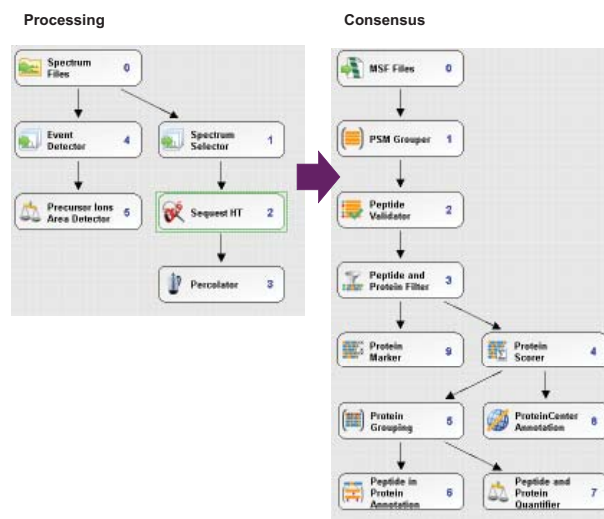 Processing
Consensus
Spectrum
Files
0
Event
Detector
4
Spectrum
Selector
1
Precursor Ions
Area Detector
5
Sequest HT
2
Percolator
3
MSF Files
0
PSM Grouper
1
Peptide
Validator
2
Peptide and
Protein Filter
3
Protein
Marker
9
Protein
Scorer
4
Protein
Grouping
5
ProteinCenter
Annotation
8
Peptide in
Protein
Annotation
6
Peptide and
Protein
Quantifier
7